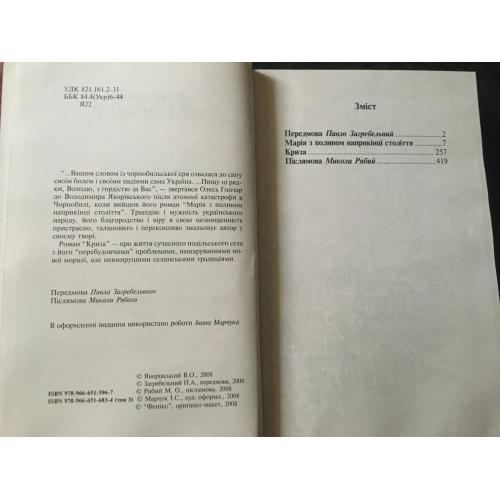 УДК 821.161.2-31
ББК 84.4(Укр)6-44
Я22
"...Вашим словом із чорнобильської ери озвалася до світу
своїм болем і своїми надіями сама Україна. ...Пишу ці ряд-
ки, Володю, з гордістю за Вас", – звертався Олесь Гончар
до Володимира Яворівського після атомної катастрофи в
Чорнобилі, коли вийшов його роман "Марія з полином
наприкінці століття". Трагедію і мужність українського
народу, його благородство і віру в свою незнищенність
пристрасно, талановито і переконливо змальовує автор у
своєму творі.
Роман "Криза" – про життя сучасного подільського села
з його "перебудовчими" проблемами, нашаруваннями но-
вої моралі, але невмирущими селянськими традиціями.
Передмова Павла Загребельного
Післямова Миколи Рябого
В оформленні видання використано роботи Івана Марчука
© Яворівський В.О., 2008
© Загребельний П.А., передмова, 2008
ISBN 978-966-651-596-7 © Рябий М. О., післямова, 2008
ISBN 978-966-651-683-4 (том 3) © Марчук І.С., худ. оформл., 2008
© "Фенікс", оригінал-макет, 2008
Зміст
Передмова Павло Загребельний 2
Марія з полином наприкінці століття 7
Криза 257
Післямова Микола Рябий 419